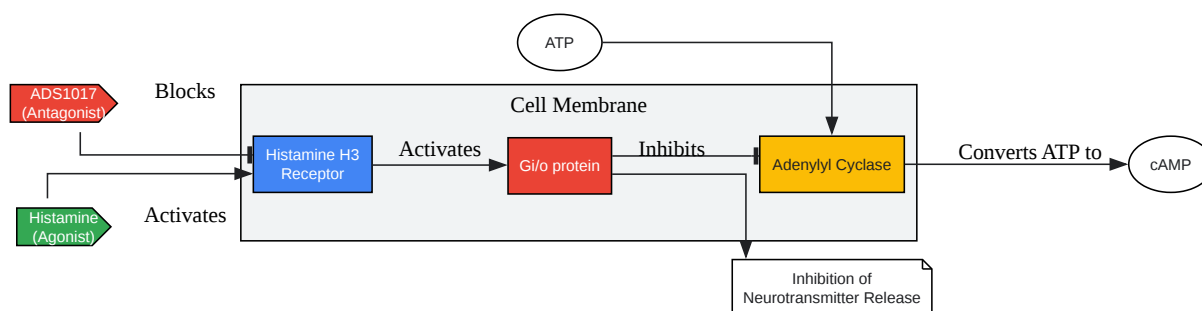 ATP
ADS1017
(Antagonist)
Blocks
Cell Membrane
Histamine H3
Receptor
Activates
Gi/o protein
Inhibits
Adenylyl Cyclase
Converts ATP to
cAMP
Histamine
(Agonist)
Activates
Inhibition of
Neurotransmitter Release